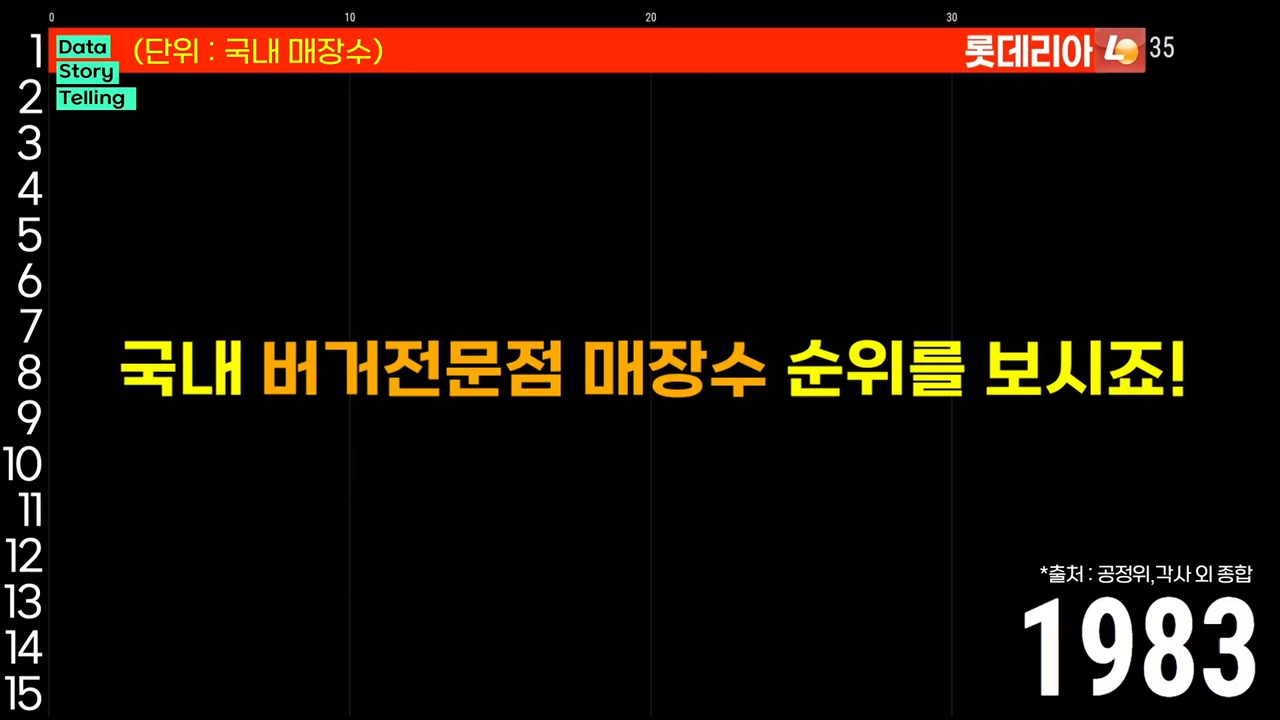 0 10 20 30
1 Data (단위 : 국내 매장수) 롯데리아 L 35
Story
2 Telling
3
4
5
6
7
국내 버거전문점 매장수 순위를 보시죠!
8
9
10
11
12
*출처 : 공정위,각사 외 종합
13
1983
14
15